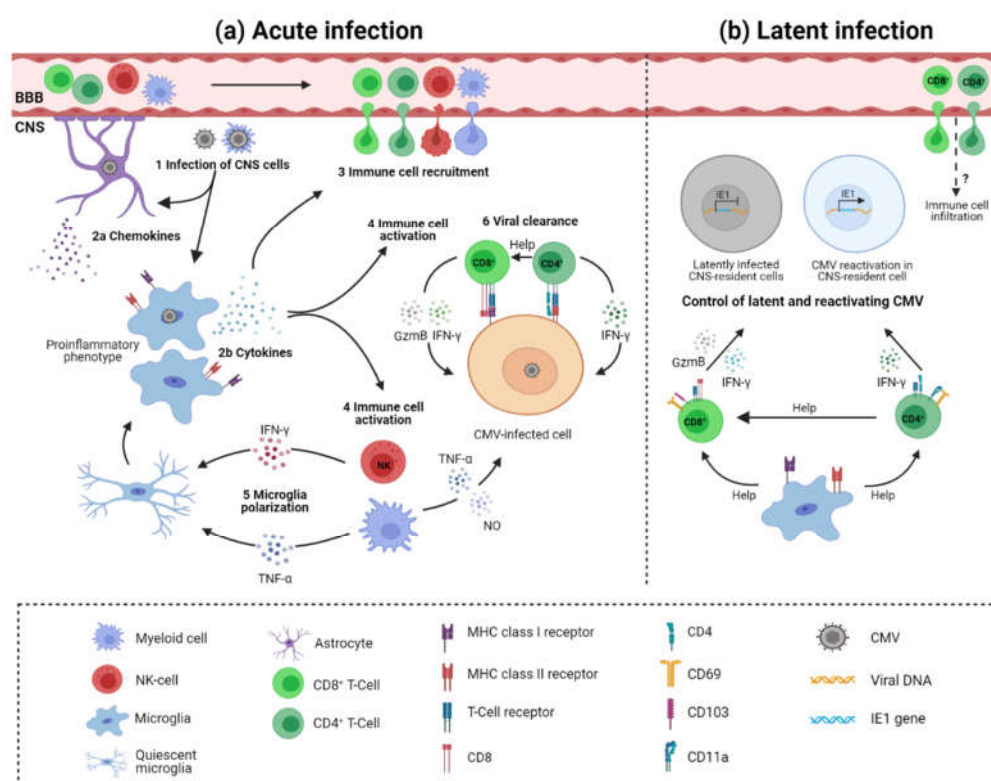 (a) Acute infection
(b) Latent infection
BBB
CNS
CD8⁺
CD4⁺
1 Infection of CNS cells
3 Immune cell recruitment
?
Immune cell
infiltration
2a Chemokines
4 Immune cell
activation
6 Viral clearance
Help
CD8⁺
CD4⁺
GzmB
IFN-γ
IFN-γ
Proinflammatory
phenotype
2b Cytokines
4 Immune cell
activation
CMV-infected cell
IFN-γ
NK
5 Microglia
polarization
TNF-α
NO
TNF-α
IE1
IE1
Latently infected
CNS-resident cells
CMV reactivation in
CNS-resident cell
Control of latent and reactivating CMV
GzmB
IFN-γ
IFN-γ
CD8⁺
Help
CD4⁺
Help
Help
Myeloid cell
NK-cell
Microglia
Quiescent
microglia
Astrocyte
CD8⁺ T-Cell
CD4⁺ T-Cell
MHC class I receptor
MHC class II receptor
T-Cell receptor
CD8
CD4
CD69
CD103
CD11a
CMV
Viral DNA
IE1 gene